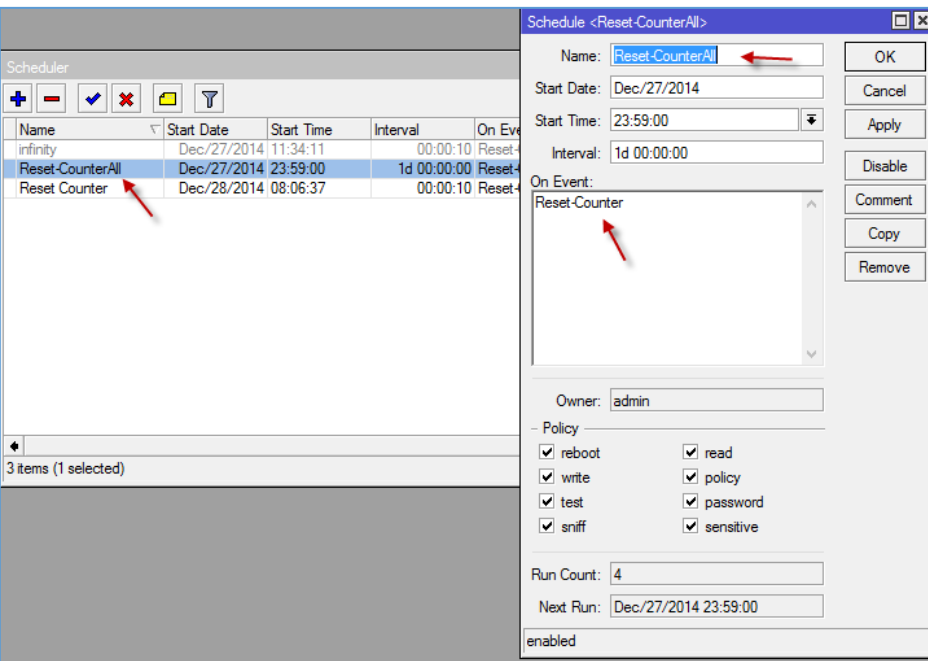 Scheduler
Name Start Date Start Time Interval On Eve
infinity Dec/27/2014 11:34:11 00:00:10 Reset-
Reset-CounterAll Dec/27/2014 23:59:00 1d 00:00:00 Reset-
Reset Counter Dec/28/2014 08:06:37 00:00:10 Reset-
3 items (1 selected)
Schedule <Reset-CounterAll>
Name: Reset-CounterAll
Start Date: Dec/27/2014
Start Time: 23:59:00
Interval: 1d 00:00:00
On Event:
Reset-Counter
Owner: admin
Policy
reboot read
write policy
test password
sniff sensitive
Run Count: 4
Next Run: Dec/27/2014 23:59:00
enabled
OK
Cancel
Apply
Disable
Comment
Copy
Remove